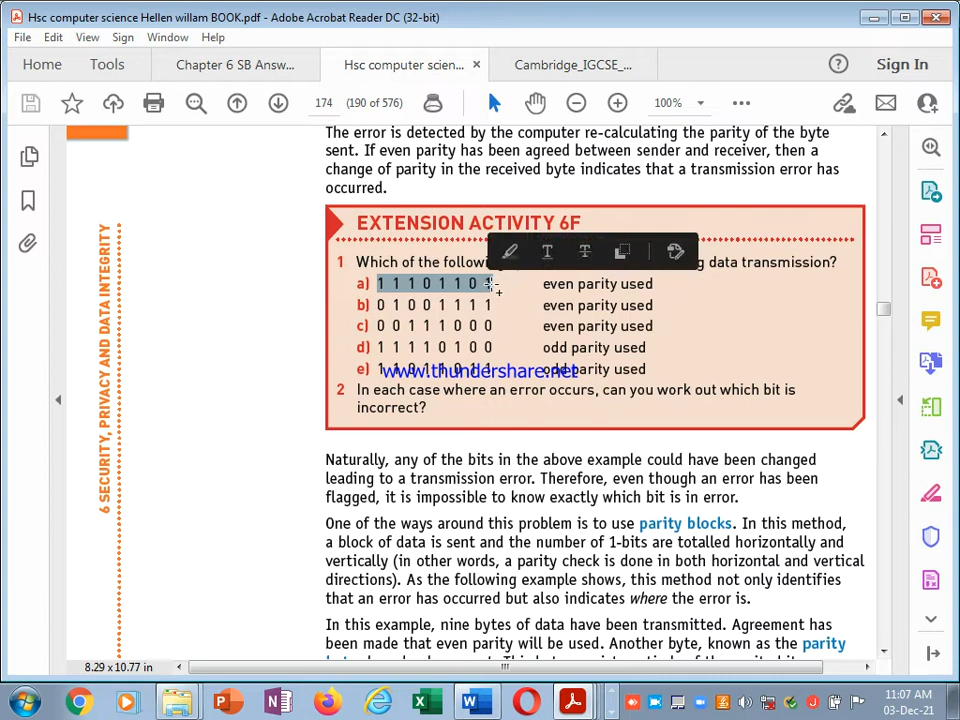 Hsc computer science Hellen willam BOOK.pdf - Adobe Acrobat Reader DC (32-bit)
File Edit View Sign Window Help
Home Tools Chapter 6 SB Answ... Hsc computer scien... × Cambridge_IGCSE_... Sign In
174 (190 of 576) 100%
The error is detected by the computer re-calculating the parity of the byte
sent. If even parity has been agreed between sender and receiver, then a
change of parity in the received byte indicates that a transmission error has
occurred.
EXTENSION ACTIVITY 6F
1 Which of the following data transmission?
a) 1 1 1 0 1 1 0 1 even parity used
b) 0 1 0 0 1 1 1 1 even parity used
c) 0 0 1 1 1 0 0 0 even parity used
d) 1 1 1 1 0 1 0 0 odd parity used
e) 1 1 0 1 1 0 1 1 odd parity used
www.thundershare.net
2 In each case where an error occurs, can you work out which bit is
incorrect?
Naturally, any of the bits in the above example could have been changed
leading to a transmission error. Therefore, even though an error has been
flagged, it is impossible to know exactly which bit is in error.
One of the ways around this problem is to use parity blocks. In this method,
a block of data is sent and the number of 1-bits are totalled horizontally and
vertically (in other words, a parity check is done in both horizontal and vertical
directions). As the following example shows, this method not only identifies
that an error has occurred but also indicates where the error is.
In this example, nine bytes of data have been transmitted. Agreement has
been made that even parity will be used. Another byte, known as the parity
6 SECURITY, PRIVACY AND DATA INTEGRITY
8.29 x 10.77 in
11:07 AM
03-Dec-21